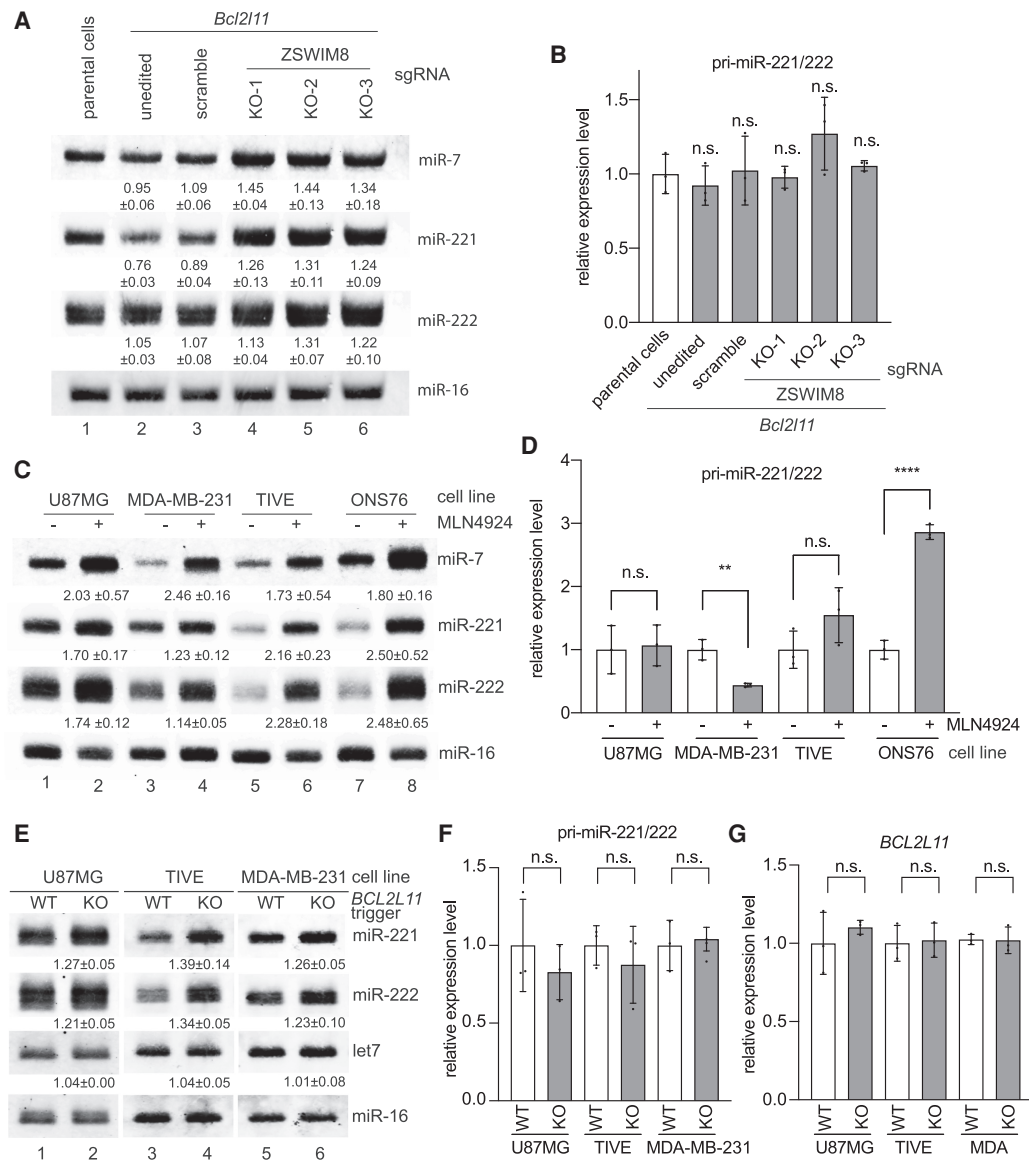 A
Bcl2l11
parental cells
unedited
scramble
ZSWIM8
KO-1
KO-2
KO-3
sgRNA
miR-7
0.95 1.09 1.45 1.44 1.34
±0.06 ±0.06 ±0.04 ±0.13 ±0.18
miR-221
0.76 0.89 1.26 1.31 1.24
±0.03 ±0.04 ±0.13 ±0.11 ±0.09
miR-222
1.05 1.07 1.13 1.31 1.22
±0.03 ±0.08 ±0.04 ±0.07 ±0.10
miR-16
1 2 3 4 5 6
B
pri-miR-221/222
relative expression level
1.5
1.0
0.5
0.0
n.s. n.s. n.s. n.s. n.s.
parental cells
unedited
scramble
KO-1
KO-2
KO-3
sgRNA
ZSWIM8
Bcl2l11
C
U87MG MDA-MB-231 TIVE ONS76 cell line
- + - + - + - + MLN4924
miR-7
2.03 ±0.57 2.46 ±0.16 1.73 ±0.54 1.80 ±0.16
miR-221
1.70 ±0.17 1.23 ±0.12 2.16 ±0.23 2.50±0.52
miR-222
1.74 ±0.12 1.14±0.05 2.28±0.18 2.48±0.65
miR-16
1 2 3 4 5 6 7 8
D
pri-miR-221/222
relative expression level
4
3
2
1
0
n.s. ** n.s. ****
- + - + - + - + MLN4924
U87MG MDA-MB-231 TIVE ONS76 cell line
E
U87MG TIVE MDA-MB-231 cell line
WT KO WT KO WT KO BCL2L11
trigger
miR-221
1.27±0.05 1.39±0.14 1.26±0.05
miR-222
1.21±0.05 1.34±0.05 1.23±0.10
let7
1.04±0.00 1.04±0.05 1.01±0.08
miR-16
1 2 3 4 5 6
F
pri-miR-221/222
relative expression level
1.5
1.0
0.5
0.0
n.s. n.s. n.s.
WT KO WT KO WT KO
U87MG TIVE MDA-MB-231
G
BCL2L11
relative expression level
1.5
1.0
0.5
0.0
n.s. n.s. n.s.
WT KO WT KO WT KO
U87MG TIVE MDA